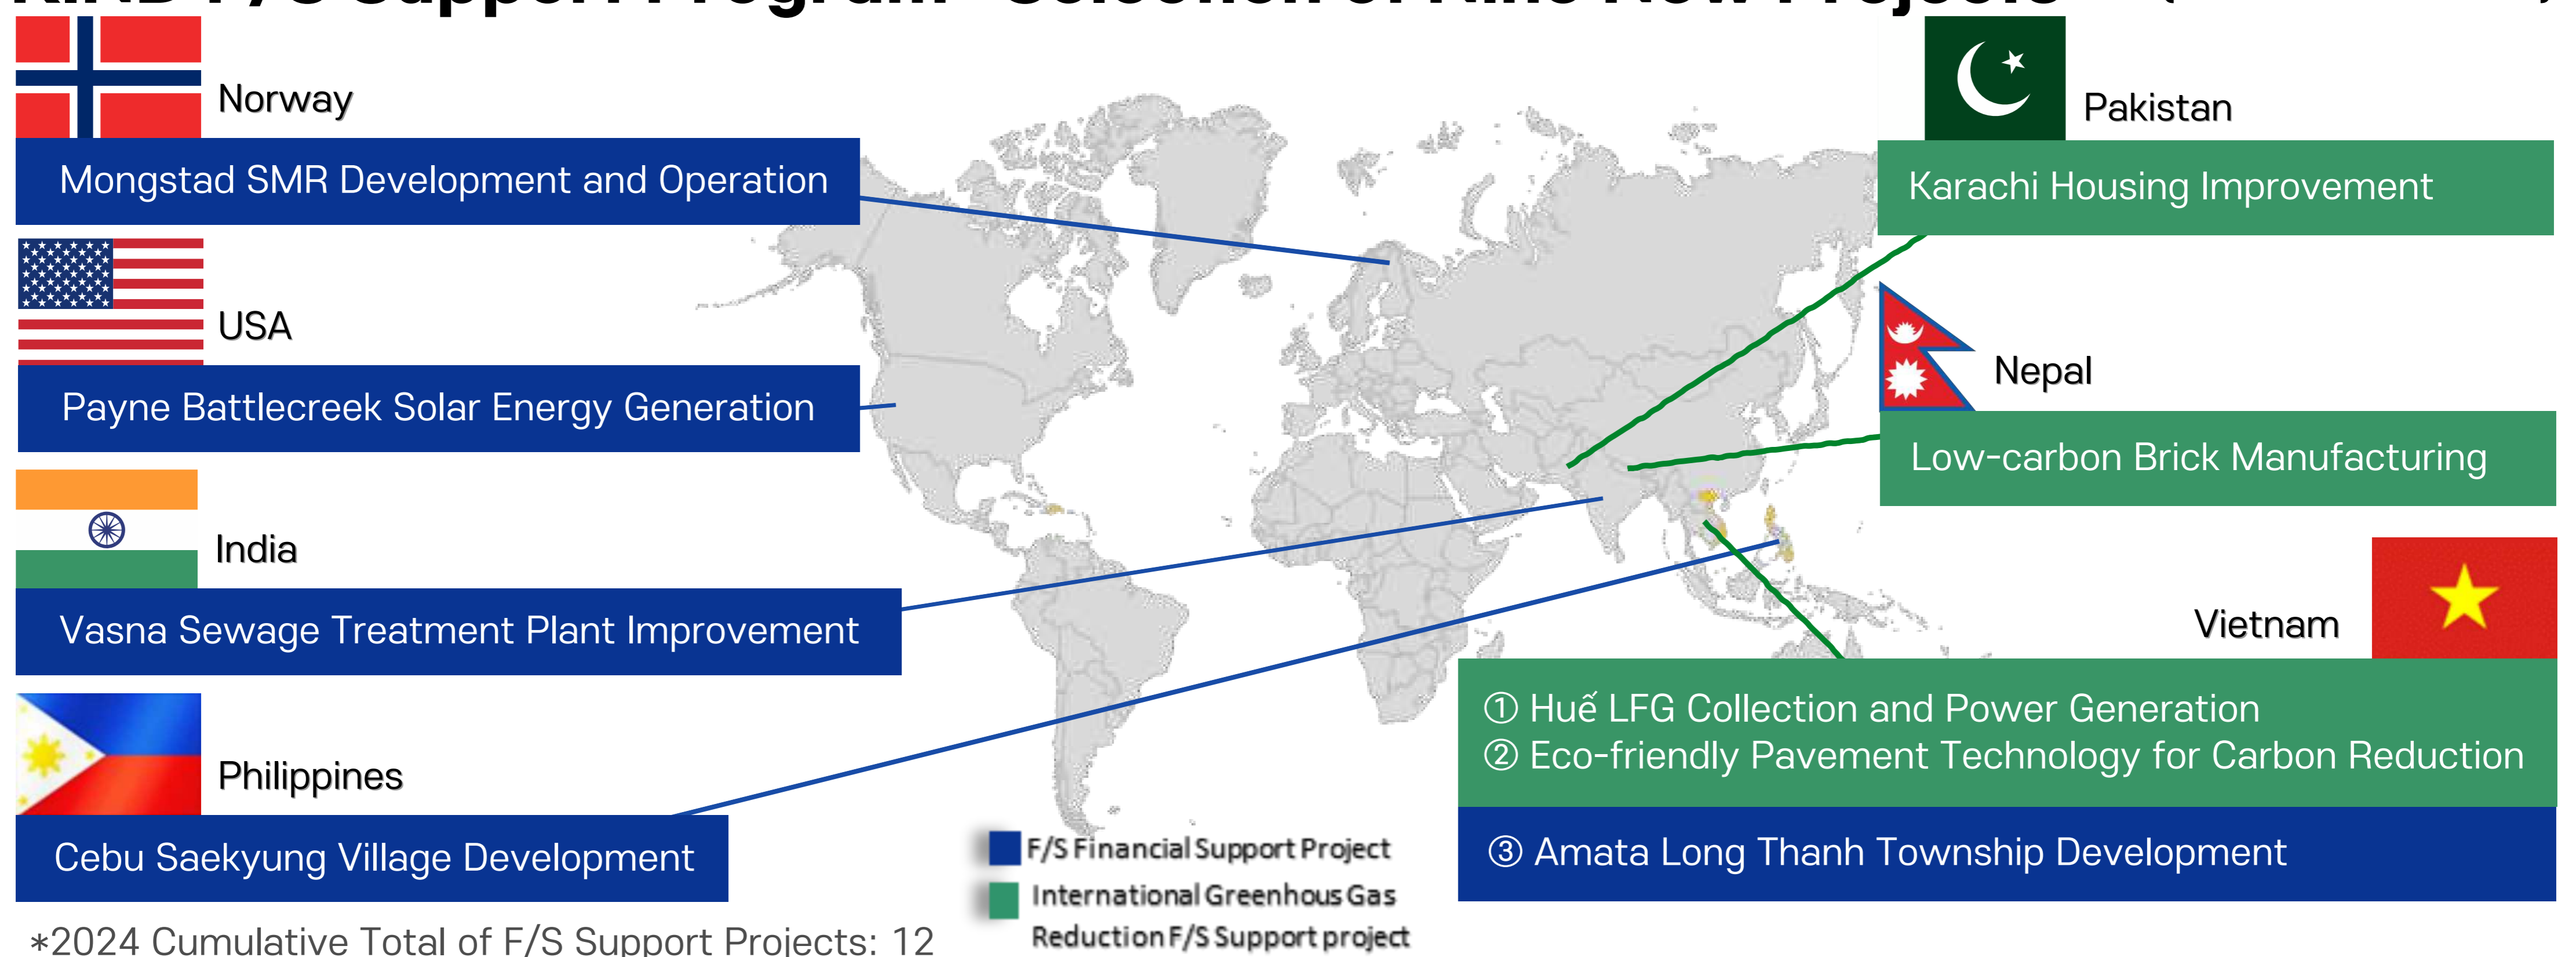 Norway
Mongstad SMR Development and Operation
USA
Payne Battlecreek Solar Energy Generation
India
Vasna Sewage Treatment Plant Improvement
Philippines
Cebu Saekyung Village Development
*2024 Cumulative Total of F/S Support Projects: 12
F/S Financial Support Project
International Greenhous Gas
Reduction F/S Support project
Pakistan
Karachi Housing Improvement
Nepal
Low-carbon Brick Manufacturing
Vietnam
① Huế LFG Collection and Power Generation
② Eco-friendly Pavement Technology for Carbon Reduction
③ Amata Long Thanh Township Development